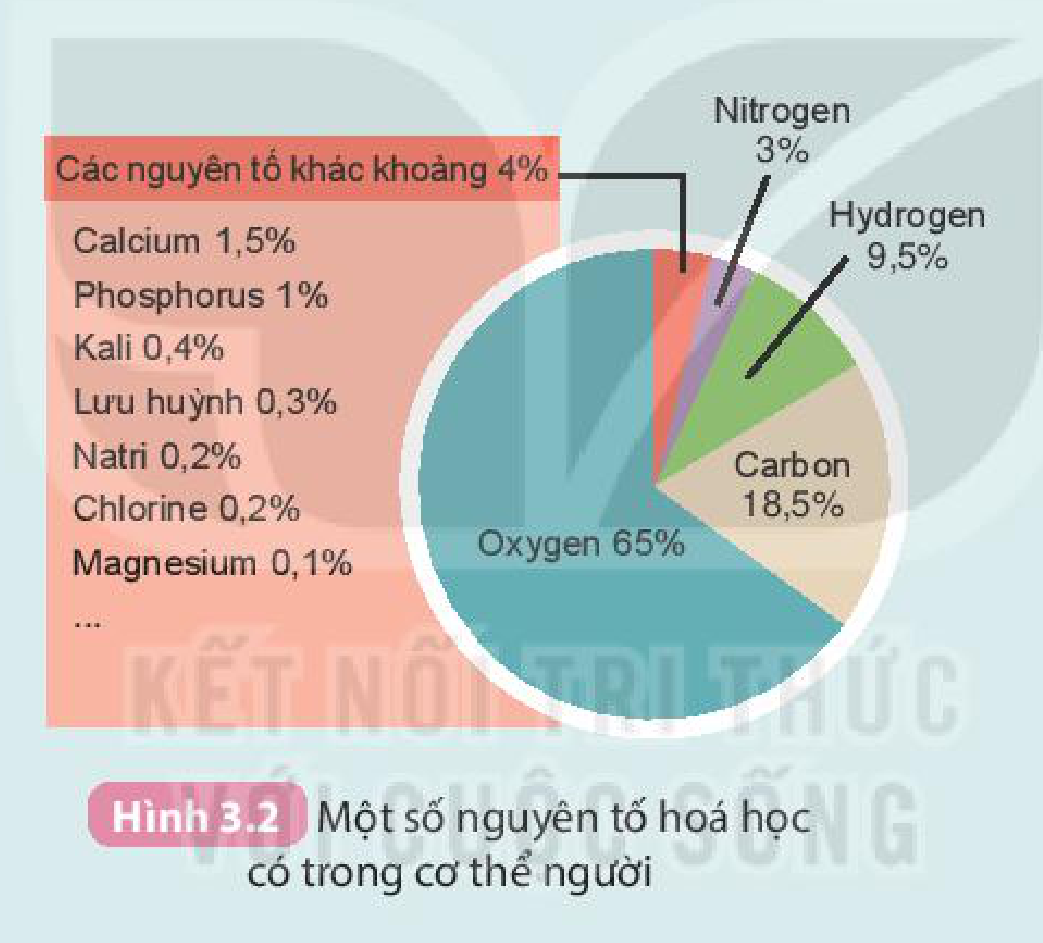 Nitrogen
3%
Các nguyên tố khác khoảng 4%
Hydrogen
9,5%
Calcium 1,5%
Phosphorus 1%
Kali 0,4%
Lưu huỳnh 0,3%
Natri 0,2%
Chlorine 0,2%
Magnesium 0,1%
...
Carbon
18,5%
Oxygen 65%
KẾT NỐI TRI THỨC
VỚI CUỘC SỐNG
Hình 3.2 Một số nguyên tố hoá học
có trong cơ thể người